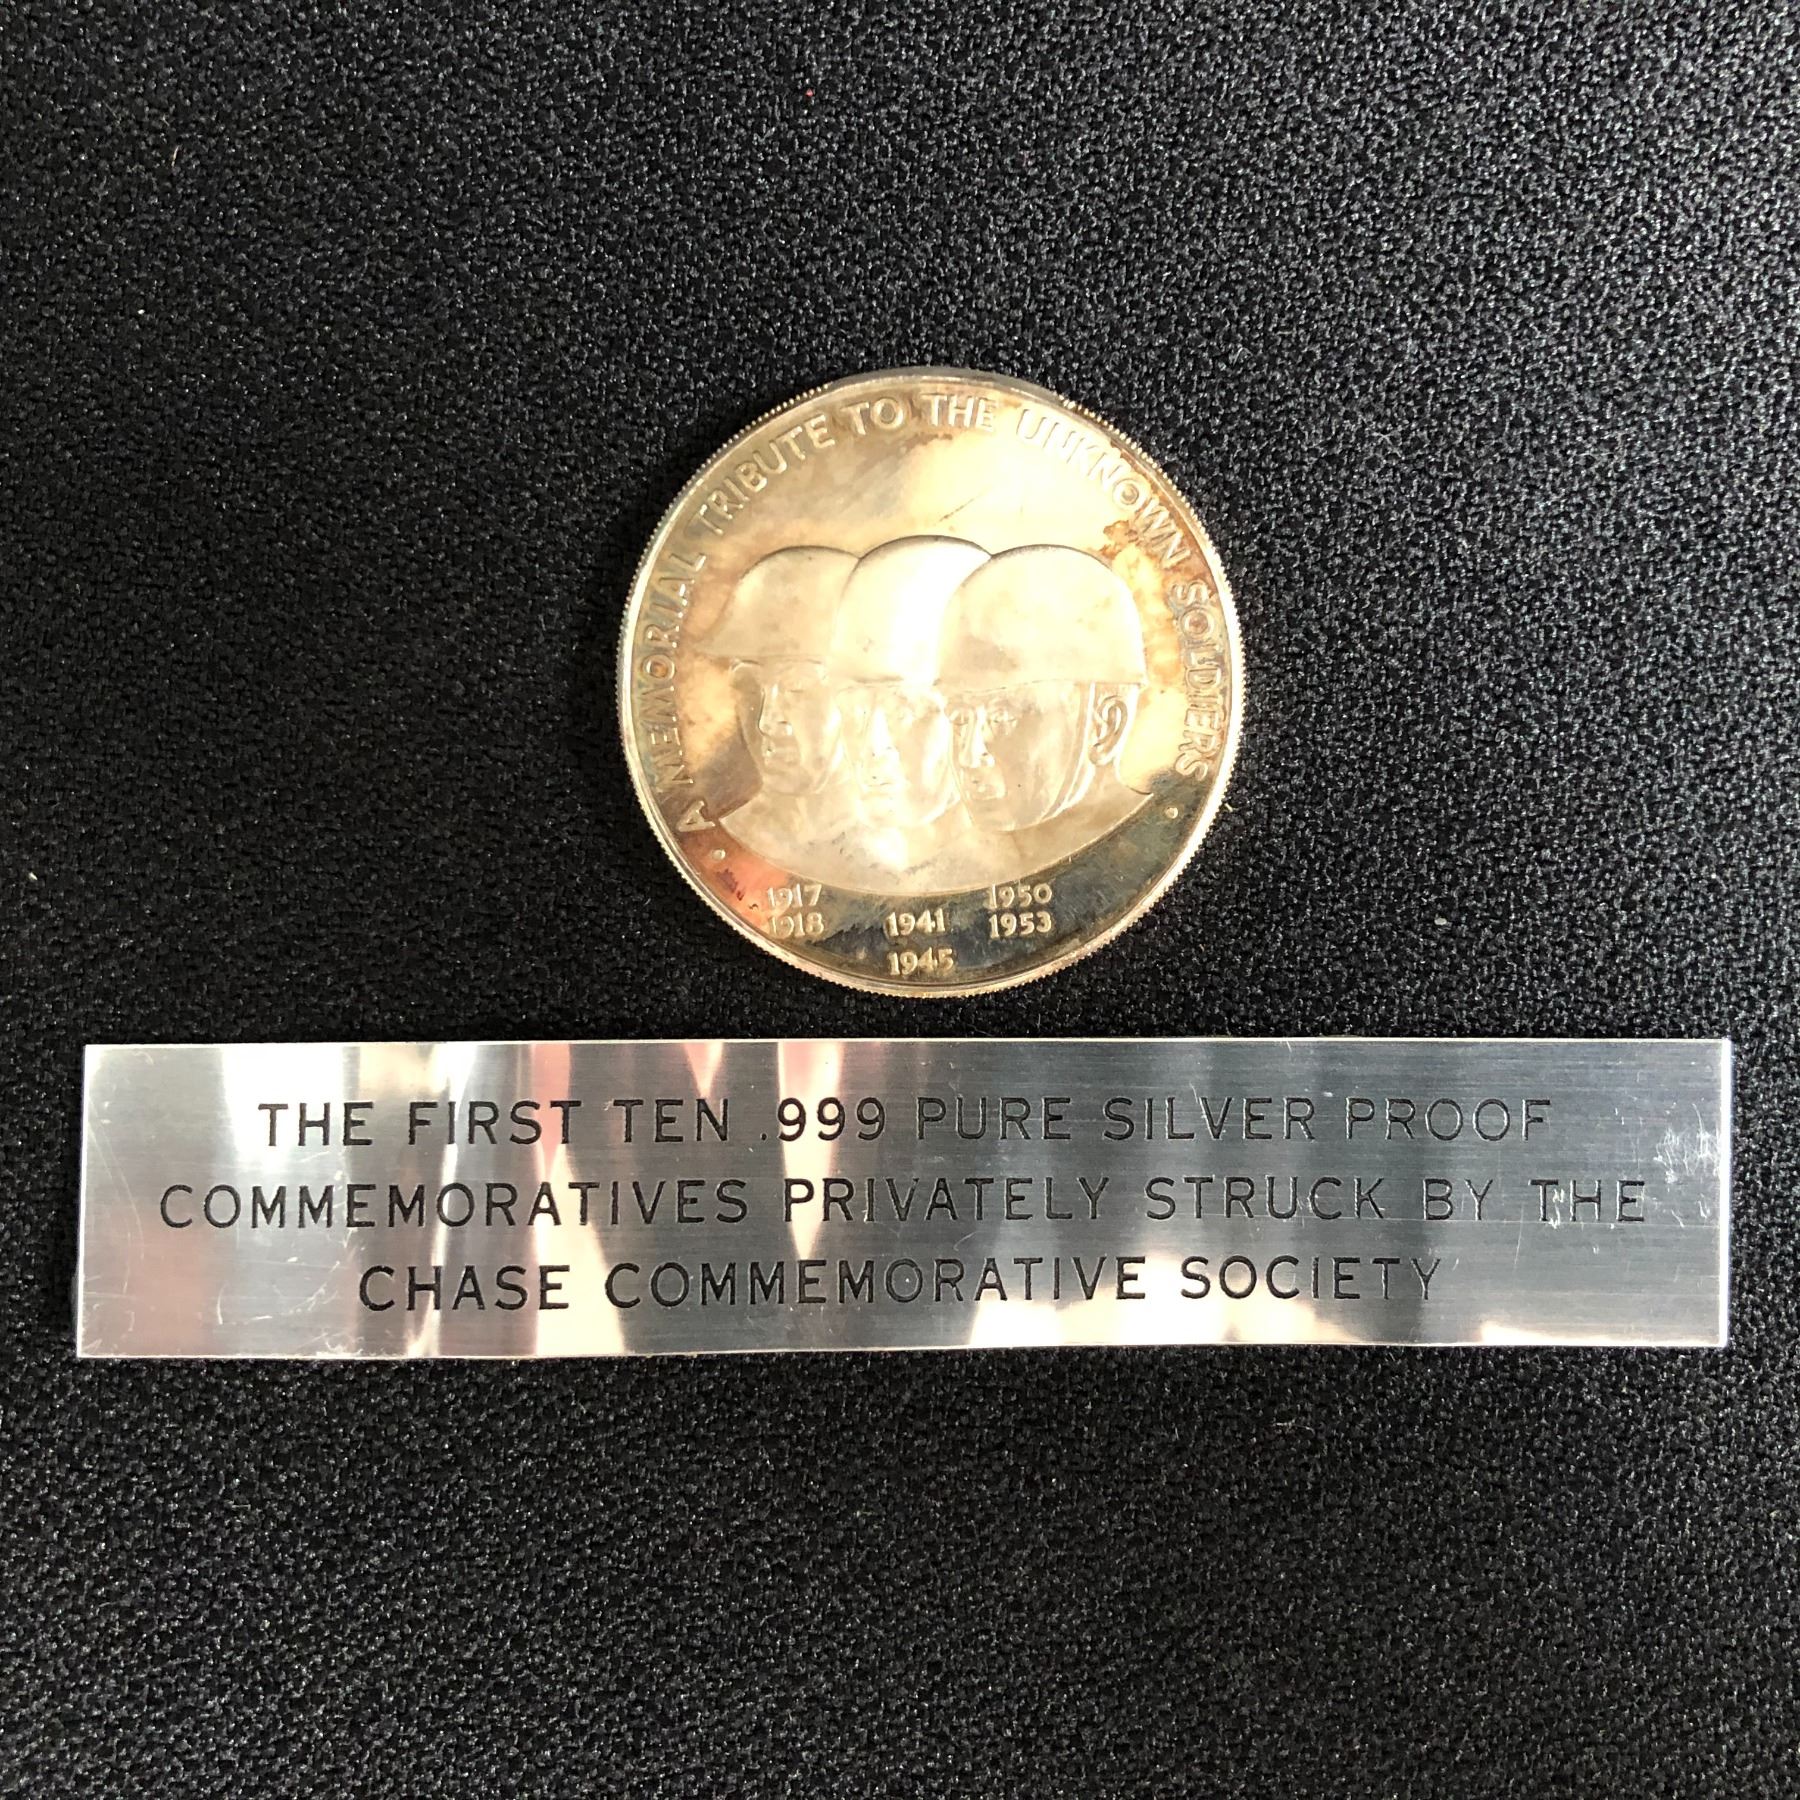 A MEMORIAL TRIBUTE TO THE UNKNOWN SOLDIERS
1917
1918
1941
1945
1950
1953
THE FIRST TEN .999 PURE SILVER PROOF
COMMEMORATIVES PRIVATELY STRUCK BY THE
CHASE COMMEMORATIVE SOCIETY